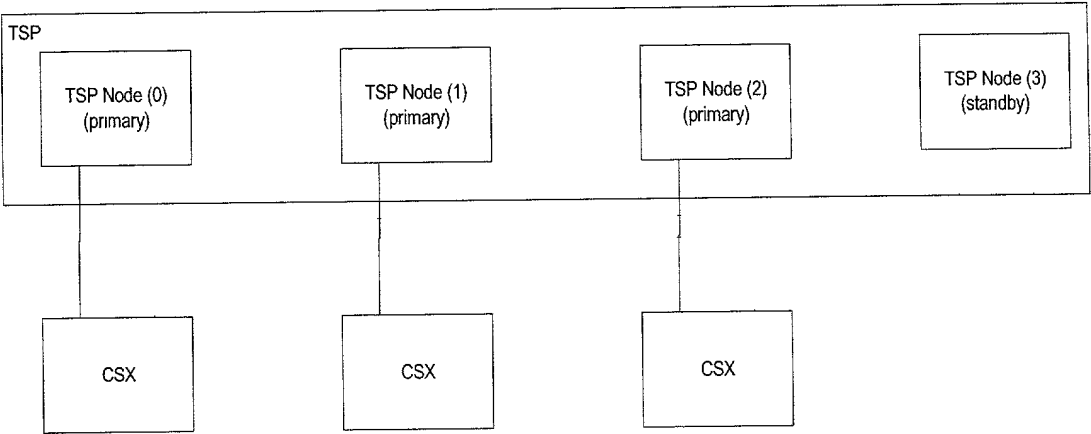 TSP
TSP Node (0)
(primary)
TSP Node (1)
(primary)
TSP Node (2)
(primary)
TSP Node (3)
(standby)
CSX
CSX
CSX